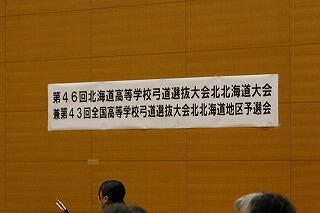 第４６回北海道高等学校弓道選抜大会北北海道大会
兼第４３回全国高等学校弓道選抜大会北北海道地区予選会